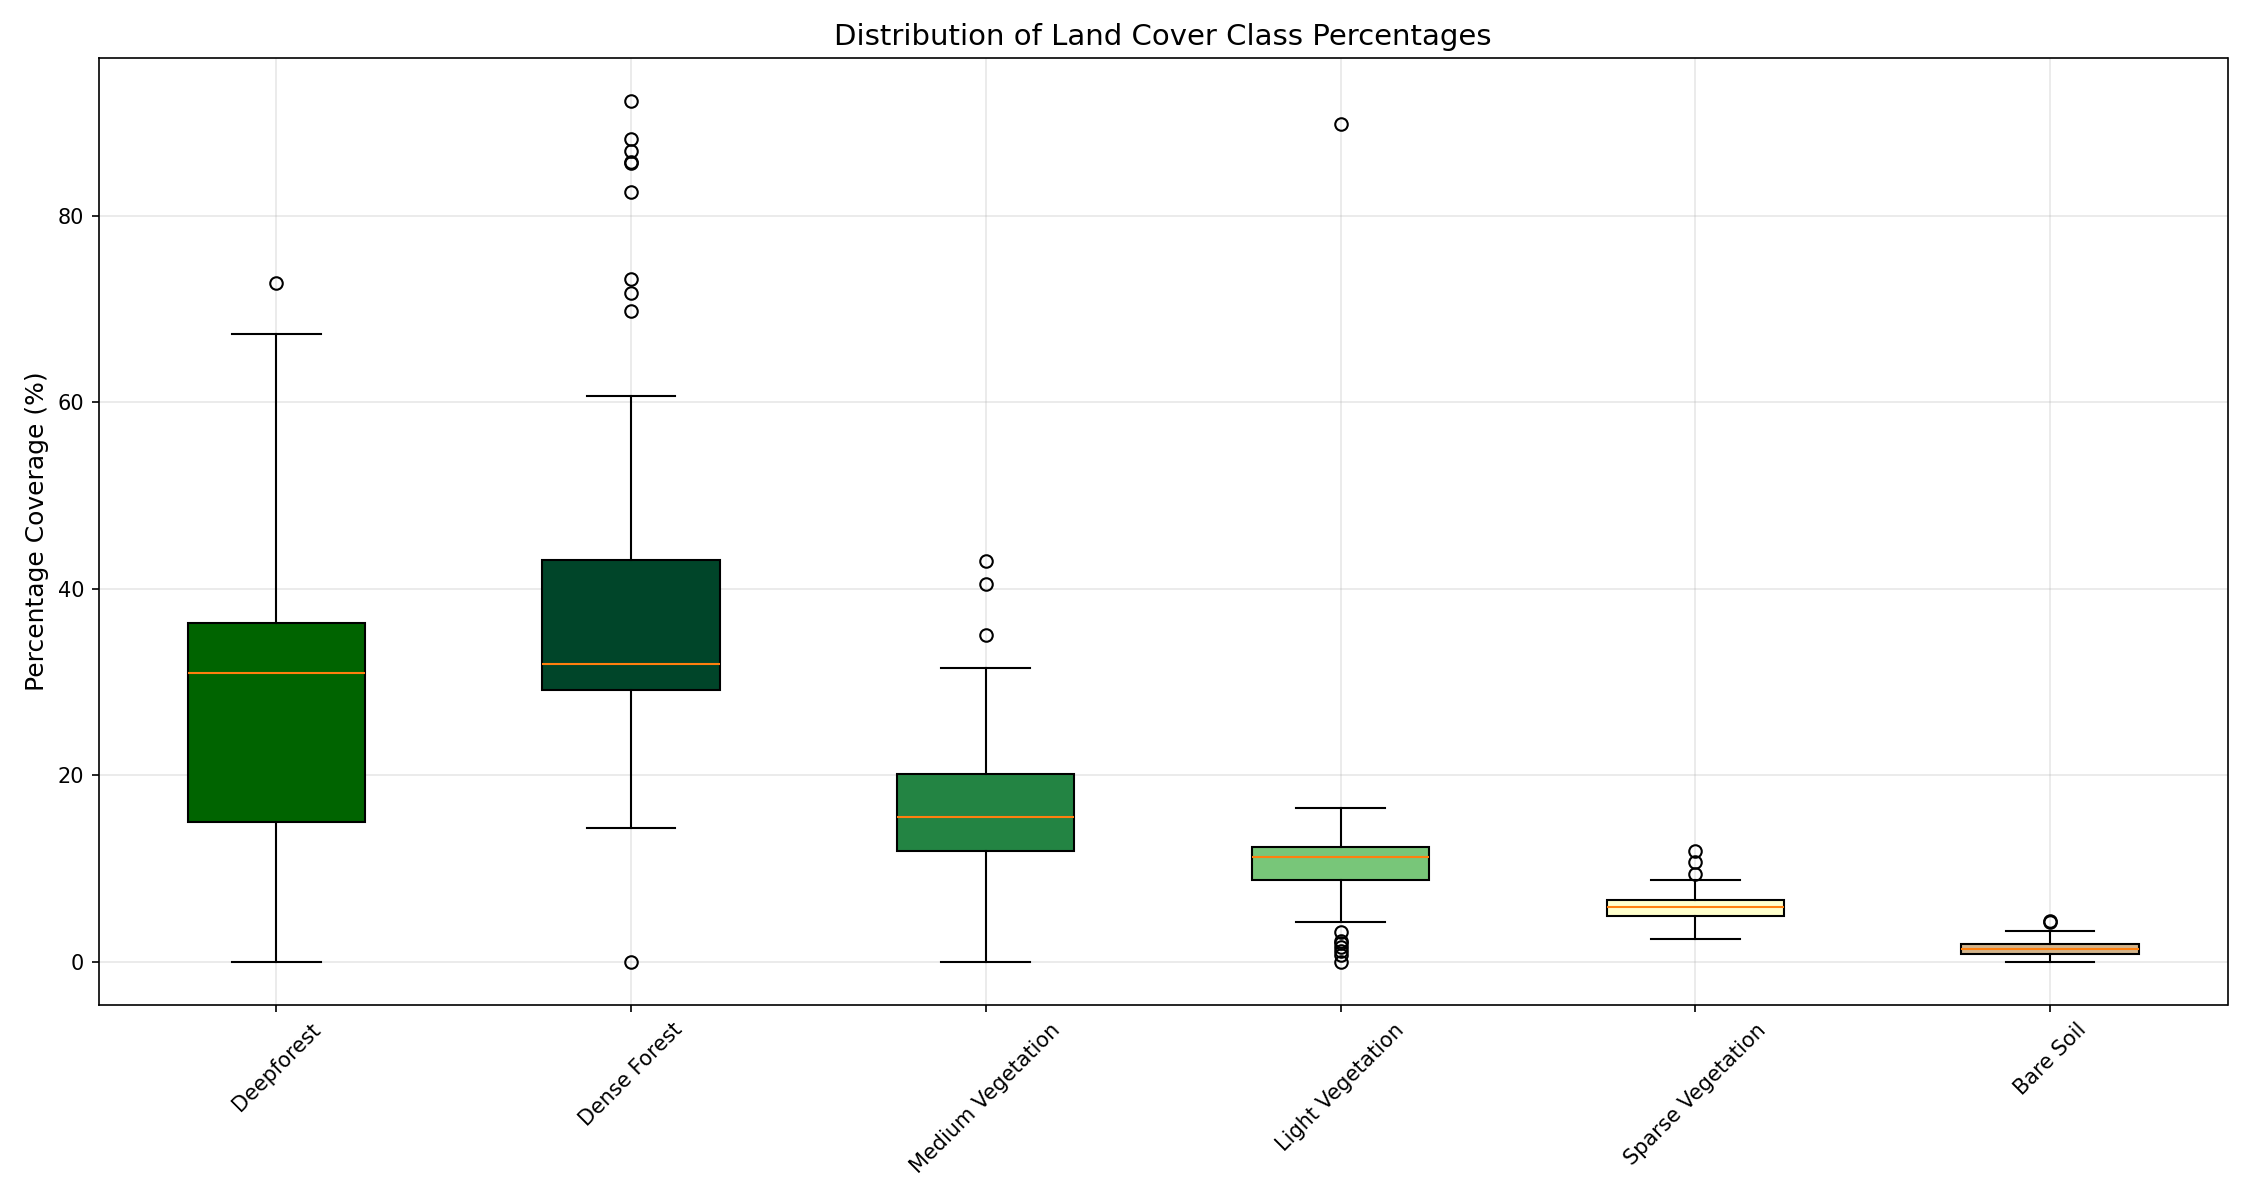 Distribution of Land Cover Class Percentages
Percentage Coverage (%)
80
60
40
20
0
Deepforest
Dense Forest
Medium Vegetation
Light Vegetation
Sparse Vegetation
Bare Soil